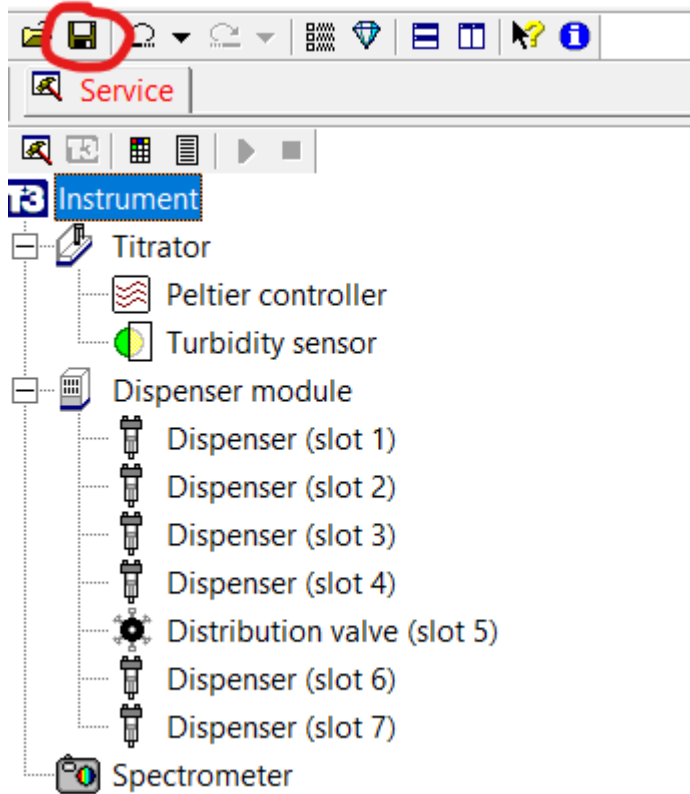 Service
T3 Instrument
Titrator
Peltier controller
Turbidity sensor
Dispenser module
Dispenser (slot 1)
Dispenser (slot 2)
Dispenser (slot 3)
Dispenser (slot 4)
Distribution valve (slot 5)
Dispenser (slot 6)
Dispenser (slot 7)
Spectrometer